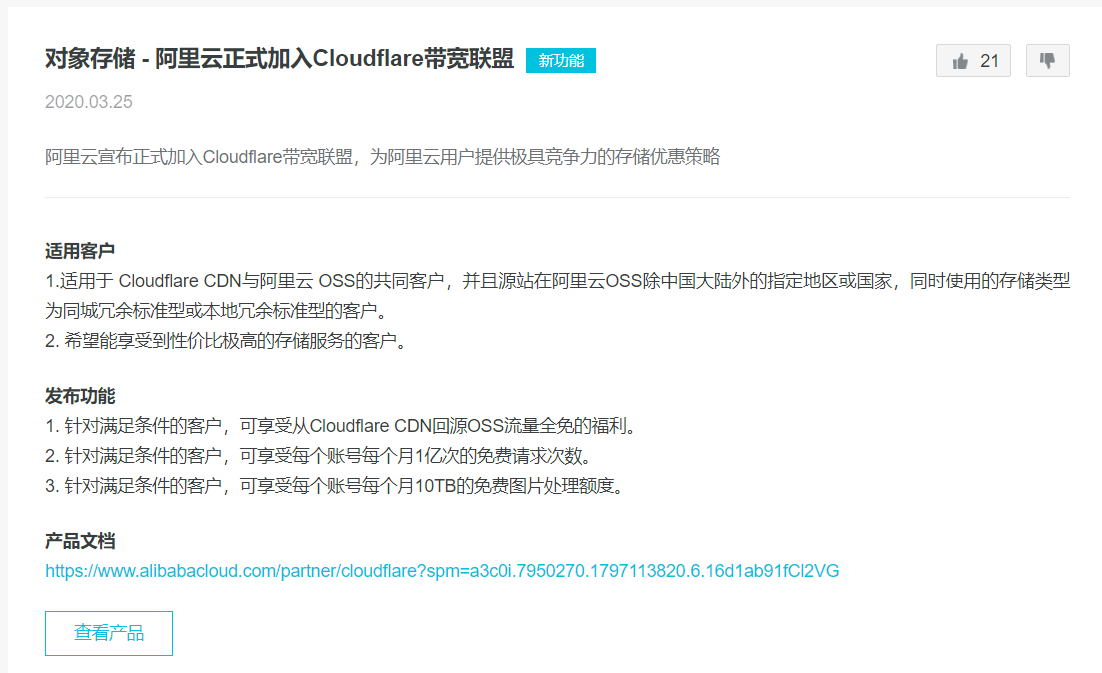 对象存储 - 阿里云正式加入Cloudflare带宽联盟 新功能 21
2020.03.25
阿里云宣布正式加入Cloudflare带宽联盟，为阿里云用户提供极具竞争力的存储优惠策略
适用客户
1.适用于 Cloudflare CDN与阿里云 OSS的共同客户，并且源站在阿里云OSS除中国大陆外的指定地区或国家，同时使用的存储类型
为同城冗余标准型或本地冗余标准型的客户。
2. 希望能享受到性价比极高的存储服务的客户。
发布功能
1. 针对满足条件的客户，可享受从Cloudflare CDN回源OSS流量全免的福利。
2. 针对满足条件的客户，可享受每个账号每个月1亿次的免费请求次数。
3. 针对满足条件的客户，可享受每个账号每个月10TB的免费图片处理额度。
产品文档
https://www.alibabacloud.com/partner/cloudflare?spm=a3c0i.7950270.1797113820.6.16d1ab91fCl2VG
查看产品